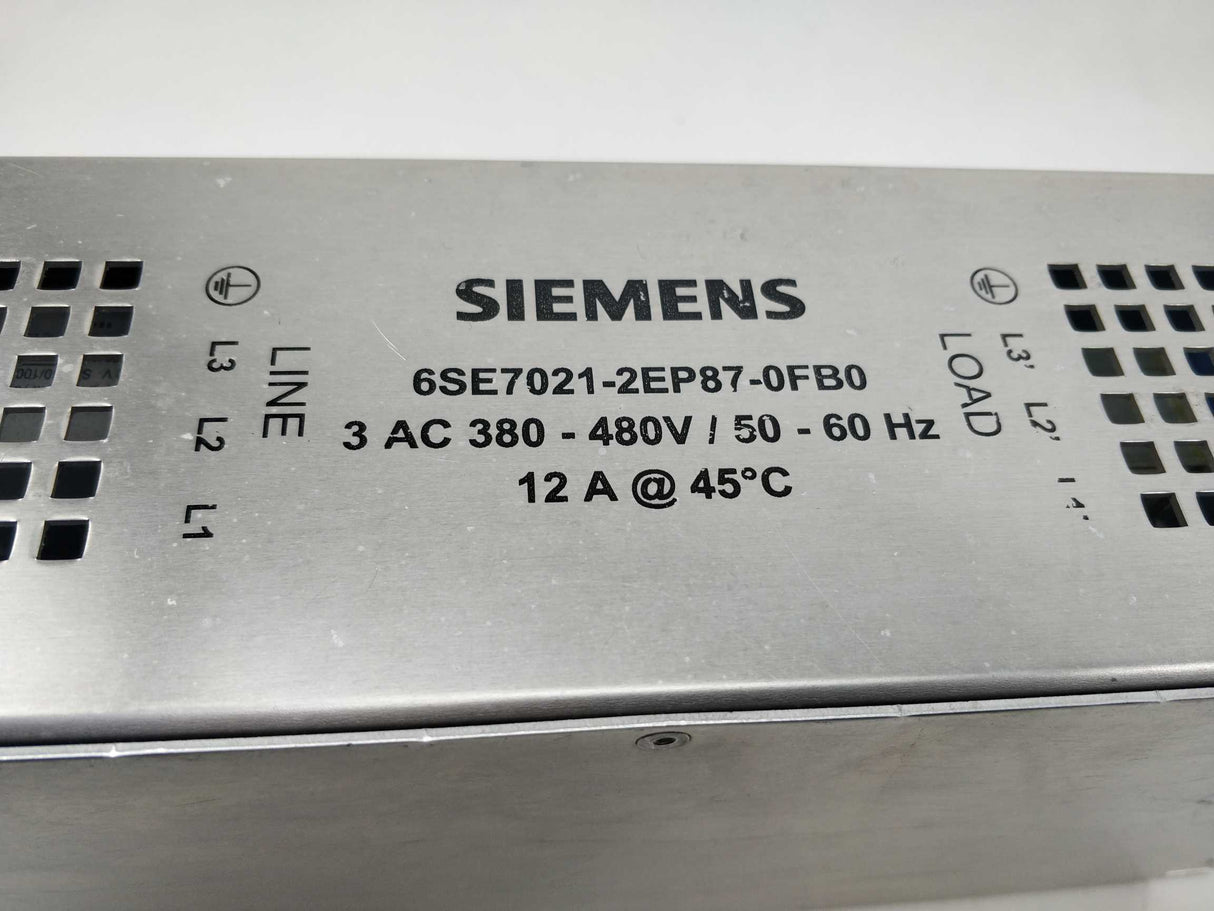 SIEMENS
6SE7021-2EP87-0FB0
3 AC 380 - 480V / 50 - 60 Hz
12 A @ 45°C
LINE
L3
L2
L1
LOAD
L3'
L2'